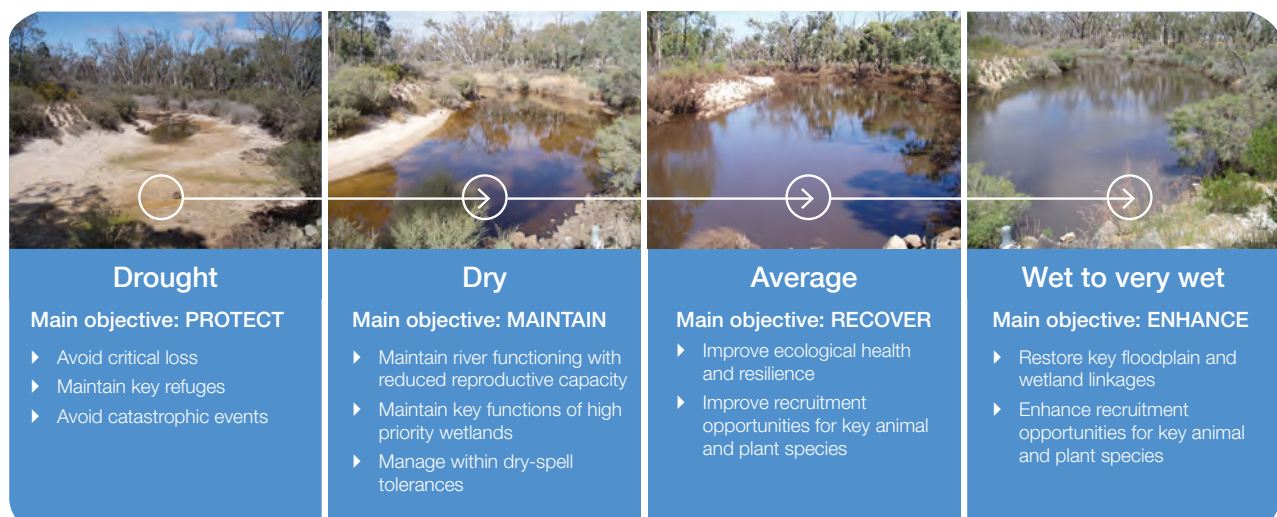 Drought
Main objective: PROTECT
Avoid critical loss
Maintain key refuges
Avoid catastrophic events
Dry
Main objective: MAINTAIN
Maintain river functioning with
reduced reproductive capacity
Maintain key functions of high
priority wetlands
Manage within dry-spell
tolerances
Average
Main objective: RECOVER
Improve ecological health
and resilience
Improve recruitment
opportunities for key animal
and plant species
Wet to very wet
Main objective: ENHANCE
Restore key floodplain and
wetland linkages
Enhance recruitment
opportunities for key animal
and plant species